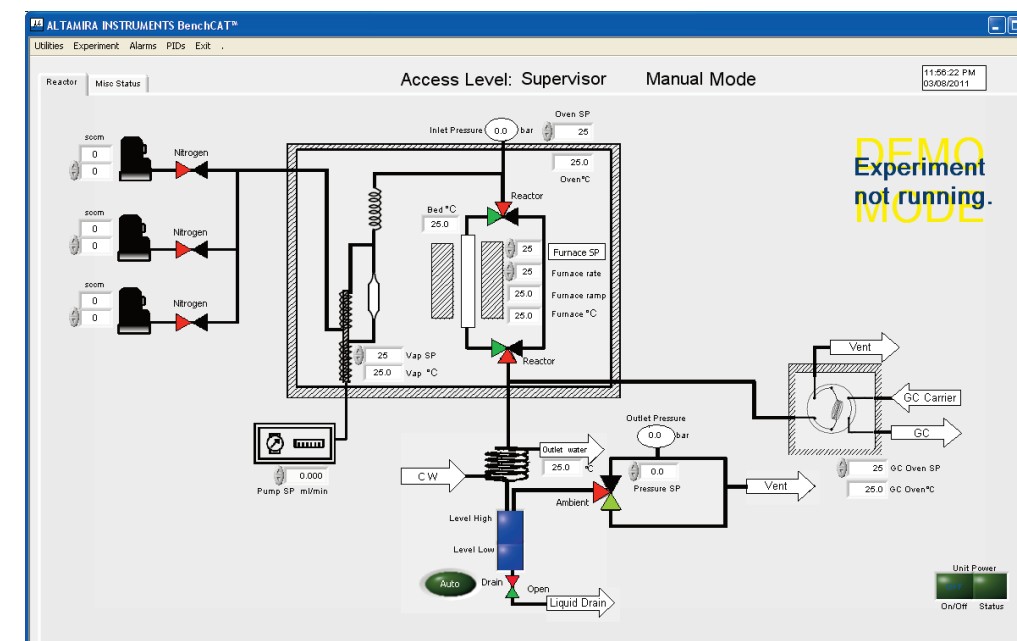 ALTAMIRA INSTRUMENTS BenchCAT™
Utilities Experiment Alarms PIDs Exit .
Reactor Misc Status
Access Level: Supervisor Manual Mode
11:56:22 PM
03/08/2011
DEMO
MODE
Experiment
not running.
Oven SP
25
Inlet Pressure 0.0 bar
25.0
Oven °C
sccm
0
0
Nitrogen
sccm
0
0
Nitrogen
sccm
0
0
Nitrogen
Reactor
Bed °C
25.0
25 Furnace SP
25 Furnace rate
25.0 Furnace ramp
25.0 Furnace °C
Reactor
25 Vap SP
25.0 Vap °C
0.000
Pump SP ml/min
Vent
GC Carrier
GC
25 GC Oven SP
25.0 GC Oven°C
Outlet Pressure
0.0 bar
Outlet water
25.0 °C
CW
0.0
Pressure SP
Vent
Ambient
Level High
Level Low
Auto
Drain
Open
Liquid Drain
Unit Power
On/Off Status